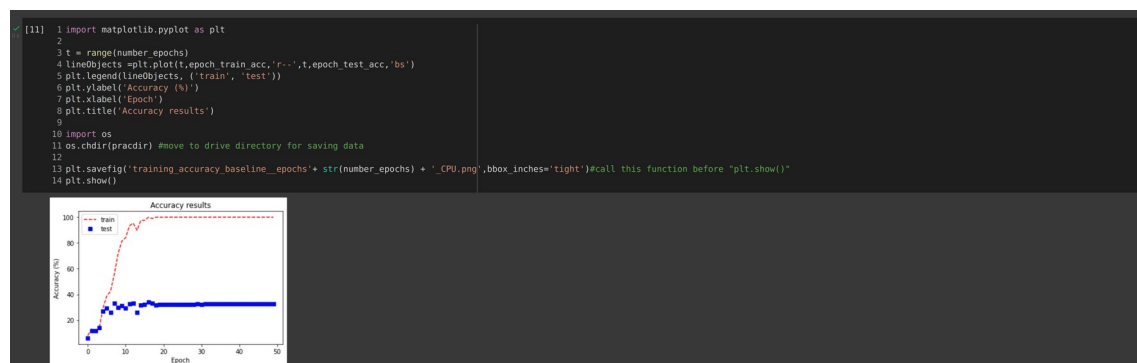 [11] 1 import matplotlib.pyplot as plt
2
3 t = range(number_epochs)
4 lineObjects =plt.plot(t,epoch_train_acc,'r--',t,epoch_test_acc,'bs')
5 plt.legend(lineObjects, ('train', 'test'))
6 plt.ylabel('Accuracy (%)')
7 plt.xlabel('Epoch')
8 plt.title('Accuracy results')
9
10 import os
11 os.chdir(pracdir) #move to drive directory for saving data
12
13 plt.savefig('training_accuracy_baseline__epochs'+ str(number_epochs) + '_CPU.png',bbox_inches='tight')#call this function before "plt.show()"
14 plt.show()
Accuracy results
train
test
100
80
60
40
20
Accuracy (%)
0 10 20 30 40 50
Epoch